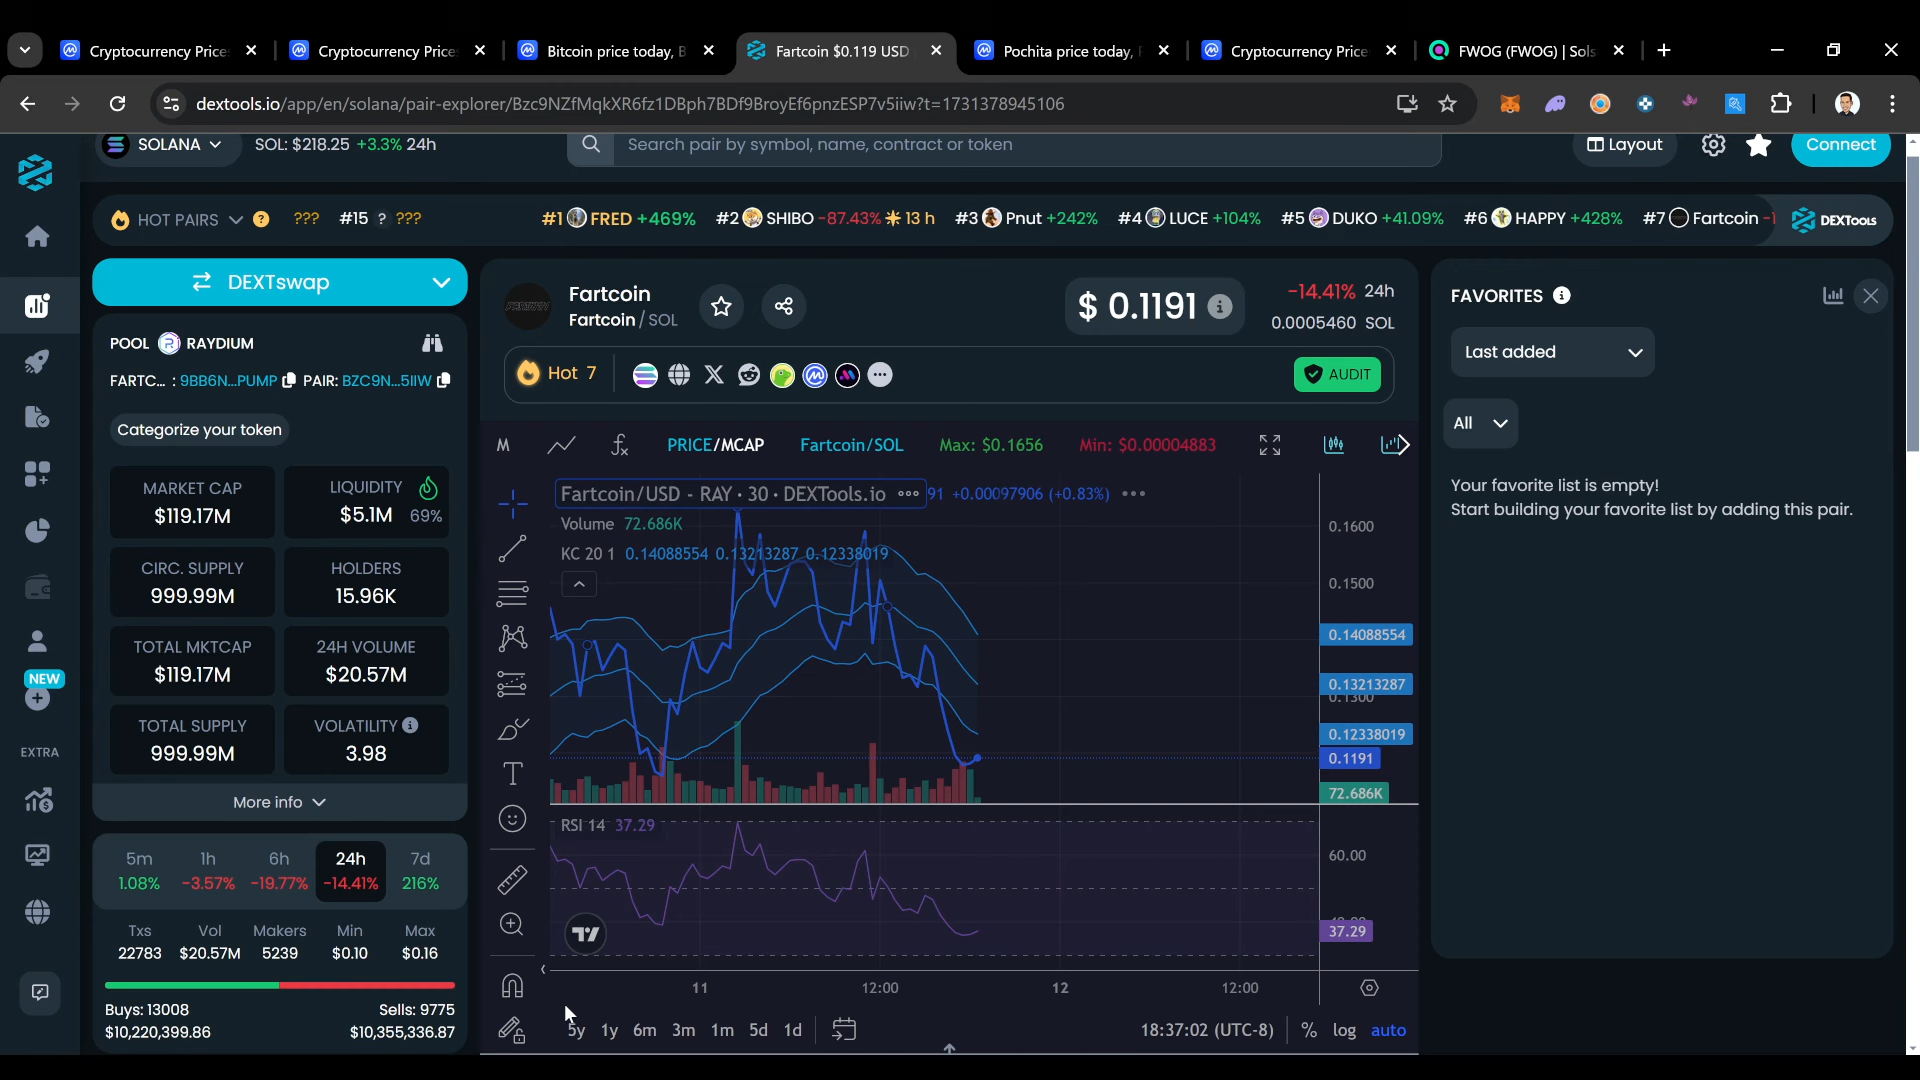 Cryptocurrency Price
Cryptocurrency Price
Bitcoin price today, B
Fartcoin $0.119 USD
Pochita price today,
Cryptocurrency Price
FWOG (FWOG) | Sols
dextools.io/app/en/solana/pair-explorer/Bzc9NZfMqkXR6fz1DBph7BDf9BroyEf6pnzESP7v5iiw?t=1731378945106
SOLANA
SOL: $218.25 +3.3% 24h
Search pair by symbol, name, contract or token
Layout
Connect
HOT PAIRS ? ??? #15 ? ???
#1 FRED +469% #2 SHIBO -87.43% 13 h #3 Pnut +242% #4 LUCE +104% #5 DUKO +41.09% #6 HAPPY +428% #7 Fartcoin -1
DEXTools
DEXTswap
POOL RAYDIUM
FARTC... : 9BB6N...PUMP PAIR: BZC9N...5IIW
Categorize your token
MARKET CAP
$119.17M
LIQUIDITY
$5.1M 69%
CIRC. SUPPLY
999.99M
HOLDERS
15.96K
TOTAL MKTCAP
$119.17M
24H VOLUME
$20.57M
TOTAL SUPPLY
999.99M
VOLATILITY
3.98
More info
5m 1h 6h 24h 7d
1.08% -3.57% -19.77% -14.41% 216%
Txs Vol Makers Min Max
22783 $20.57M 5239 $0.10 $0.16
Buys: 13008 Sells: 9775
$10,220,399.86 $10,355,336.87
NEW
EXTRA
Fartcoin
Fartcoin / SOL
$ 0.1191
-14.41% 24h
0.0005460 SOL
Hot 7
AUDIT
M
PRICE/MCAP Fartcoin/SOL Max: $0.1656 Min: $0.00004883
Fartcoin/USD - RAY · 30 · DEXTools.io 91 +0.00097906 (+0.83%)
Volume 72.686K
KC 20 1 0.14088554 0.13213287 0.12338019
0.1600
0.1500
0.14088554
0.13213287
0.1300
0.12338019
0.1191
72.686K
RSI 14 37.29
60.00
37.29
11 12:00 12 12:00
5y 1y 6m 3m 1m 5d 1d
18:37:02 (UTC-8) % log auto
FAVORITES
Last added
All
Your favorite list is empty!
Start building your favorite list by adding this pair.